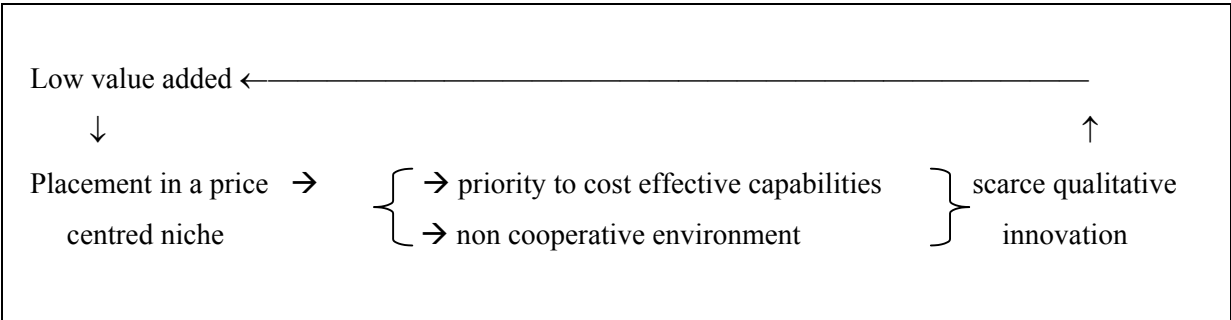 Low value added ←
↓ ↑
Placement in a price → → priority to cost effective capabilities scarce qualitative
centred niche → non cooperative environment innovation